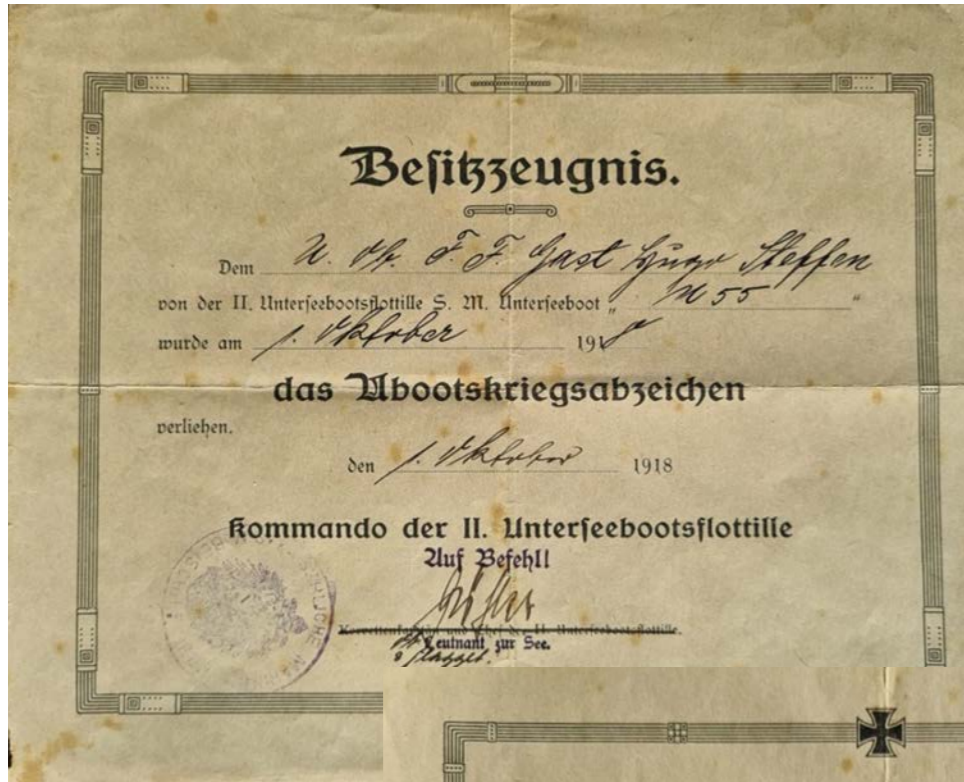 Besitzzeugnis.
Dem U. Ob. F. T. Gast Hugo Steffen
von der II. Unterseebootsflottille S. M. Unterseeboot „ U 55 “
wurde am 1. Oktober 1918
das Ubootskriegsabzeichen
verliehen.
den 1. Oktober 1918
Kommando der II. Unterseebootsflottille
Auf Befehl!
Korvettenkapitän und Chef der II. Unterseebootsflottille.
Leutnant zur See.